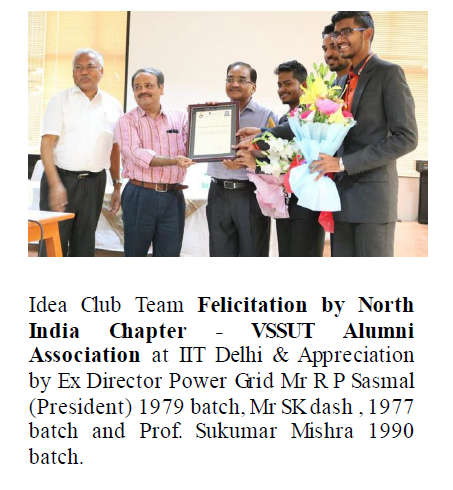 Idea Club Team Felicitation by North
India Chapter - VSSUT Alumni
Association at IIT Delhi & Appreciation
by Ex Director Power Grid Mr R P Sasmal
(President) 1979 batch, Mr SK dash , 1977
batch and Prof. Sukumar Mishra 1990
batch.